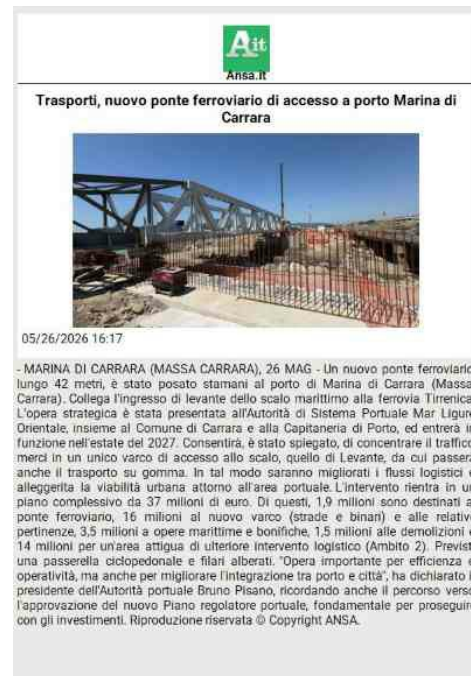 Ait
Ansa.it
Trasporti, nuovo ponte ferroviario di accesso a porto Marina di
Carrara
05/26/2026 16:17
- MARINA DI CARRARA (MASSA CARRARA), 26 MAG - Un nuovo ponte ferroviario
lungo 42 metri, è stato posato stamani al porto di Marina di Carrara (Massa
Carrara). Collega l'ingresso di levante dello scalo marittimo alla ferrovia Tirrenica.
L'opera strategica è stata presentata all'Autorità di Sistema Portuale Mar Ligure
Orientale, insieme al Comune di Carrara e alla Capitaneria di Porto, ed entrerà in
funzione nell'estate del 2027. Consentirà, è stato spiegato, di concentrare il traffico
merci in un unico varco di accesso allo scalo, quello di Levante, da cui passerà
anche il trasporto su gomma. In tal modo saranno migliorati i flussi logistici e
alleggerita la viabilità urbana attorno all'area portuale. L'intervento rientra in un
piano complessivo da 37 milioni di euro. Di questi, 1,9 milioni sono destinati al
ponte ferroviario, 16 milioni al nuovo varco (strade e binari) e alle relative
pertinenze, 3,5 milioni a opere marittime e bonifiche, 1,5 milioni alle demolizioni e
14 milioni per un'area attigua di ulteriore intervento logistico (Ambito 2). Previsti
una passerella ciclopedonale e filari alberati. "Opera importante per efficienza e
operatività, ma anche per migliorare l'integrazione tra porto e città", ha dichiarato il
presidente dell'Autorità portuale Bruno Pisano, ricordando anche il percorso verso
l'approvazione del nuovo Piano regolatore portuale, fondamentale per proseguire
con gli investimenti. Riproduzione riservata © Copyright ANSA.